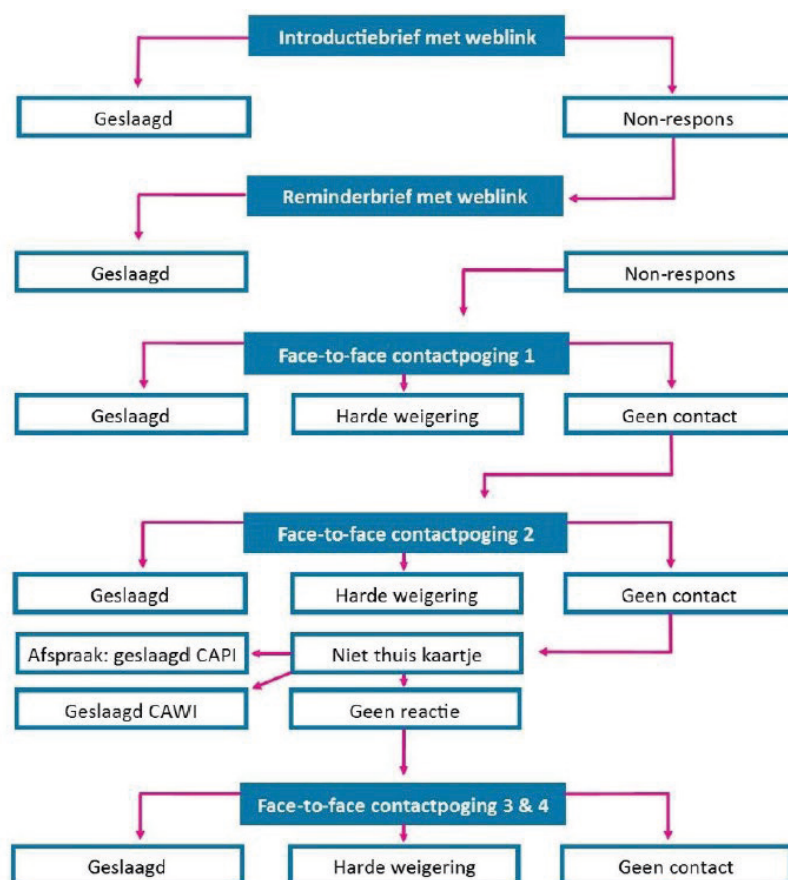 Introductiebrief met weblink
Geslaagd
Non-respons
Reminderbrief met weblink
Geslaagd
Non-respons
Face-to-face contactpoging 1
Geslaagd
Harde weigering
Geen contact
Face-to-face contactpoging 2
Geslaagd
Harde weigering
Geen contact
Afspraak: geslaagd CAPI
Niet thuis kaartje
Geslaagd CAWI
Geen reactie
Face-to-face contactpoging 3 & 4
Geslaagd
Harde weigering
Geen contact